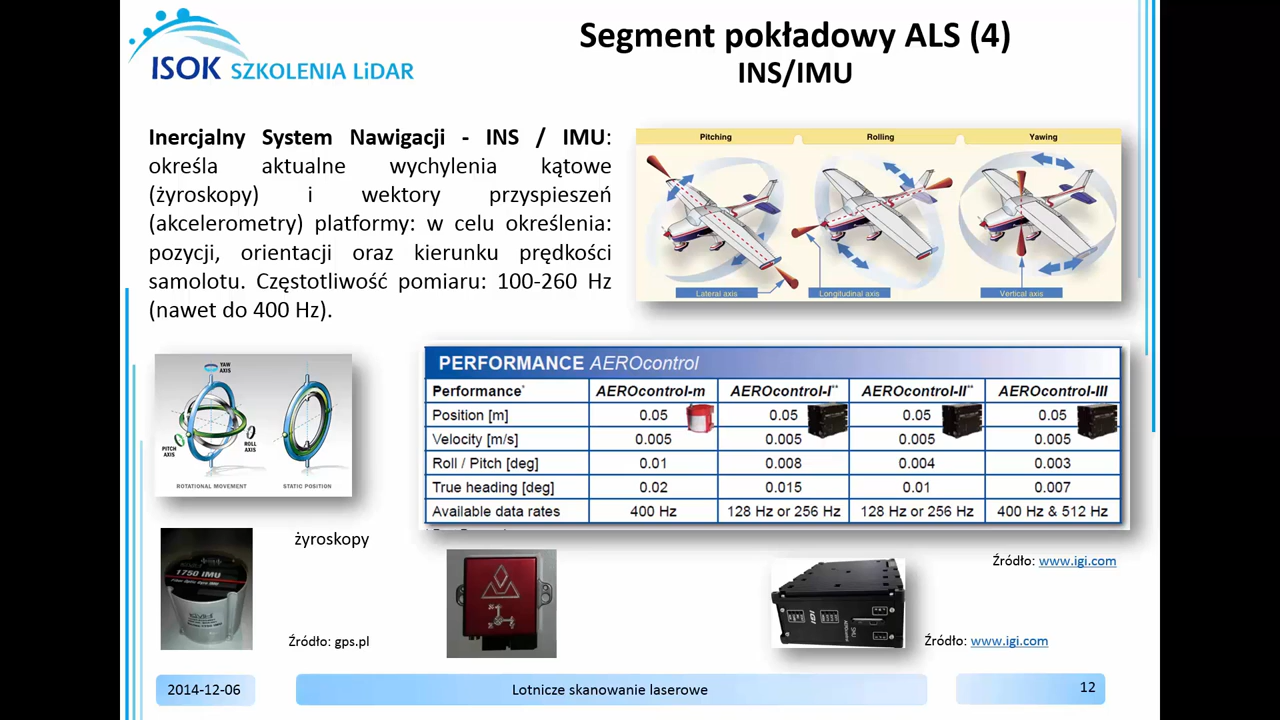 ISOK SZKOLENIA LiDAR
Segment pokładowy ALS (4)
INS/IMU
Inercjalny System Nawigacji - INS / IMU:
określa aktualne wychylenia kątowe
(żyroskopy) i wektory przyspieszeń
(akcelerometry) platformy: w celu określenia:
pozycji, orientacji oraz kierunku prędkości
samolotu. Częstotliwość pomiaru: 100-260 Hz
(nawet do 400 Hz).
Pitching Rolling Yawing
Lateral axis Longitudinal axis Vertical axis
YAW
AXIS
PITCH
AXIS
ROLL
AXIS
ROTATIONAL MOVEMENT STATIC POSITION
PERFORMANCE AEROcontrol
Performance* AEROcontrol-m AEROcontrol-I** AEROcontrol-II** AEROcontrol-III
Position [m] 0.05 0.05 0.05 0.05
Velocity [m/s] 0.005 0.005 0.005 0.005
Roll / Pitch [deg] 0.01 0.008 0.004 0.003
True heading [deg] 0.02 0.015 0.01 0.007
Available data rates 400 Hz 128 Hz or 256 Hz 128 Hz or 256 Hz 400 Hz & 512 Hz
żyroskopy
1750 IMU
Źródło: gps.pl
IGI
Źródło: www.igi.com
Źródło: www.igi.com
2014-12-06
Lotnicze skanowanie laserowe
12